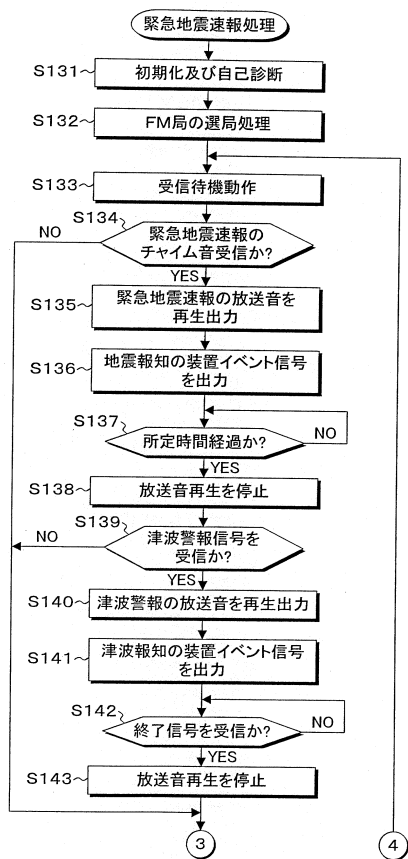 緊急地震速報処理
S131
初期化及び自己診断
S132
FM局の選局処理
S133
受信待機動作
S134
NO
緊急地震速報の
チャイム音受信か?
YES
S135
緊急地震速報の放送音を
再生出力
S136
地震報知の装置イベント信号
を出力
S137
所定時間経過か?
NO
YES
S138
放送音再生を停止
S139
NO
津波警報信号を
受信か?
YES
S140
津波警報の放送音を再生出力
S141
津波報知の装置イベント信号
を出力
S142
終了信号を受信か?
NO
YES
S143
放送音再生を停止
3
4